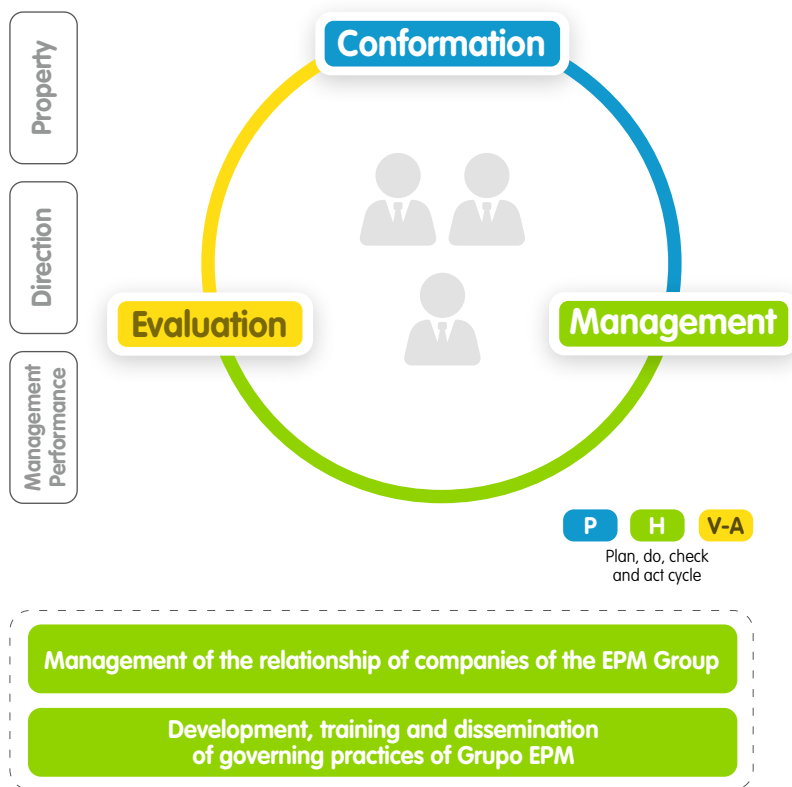 Conformation
Property
Direction
Management
Performance
Evaluation
Management
P
H
V-A
Plan, do, check
and act cycle
Management of the relationship of companies of the EPM Group
Development, training and dissemination
of governing practices of Grupo EPM